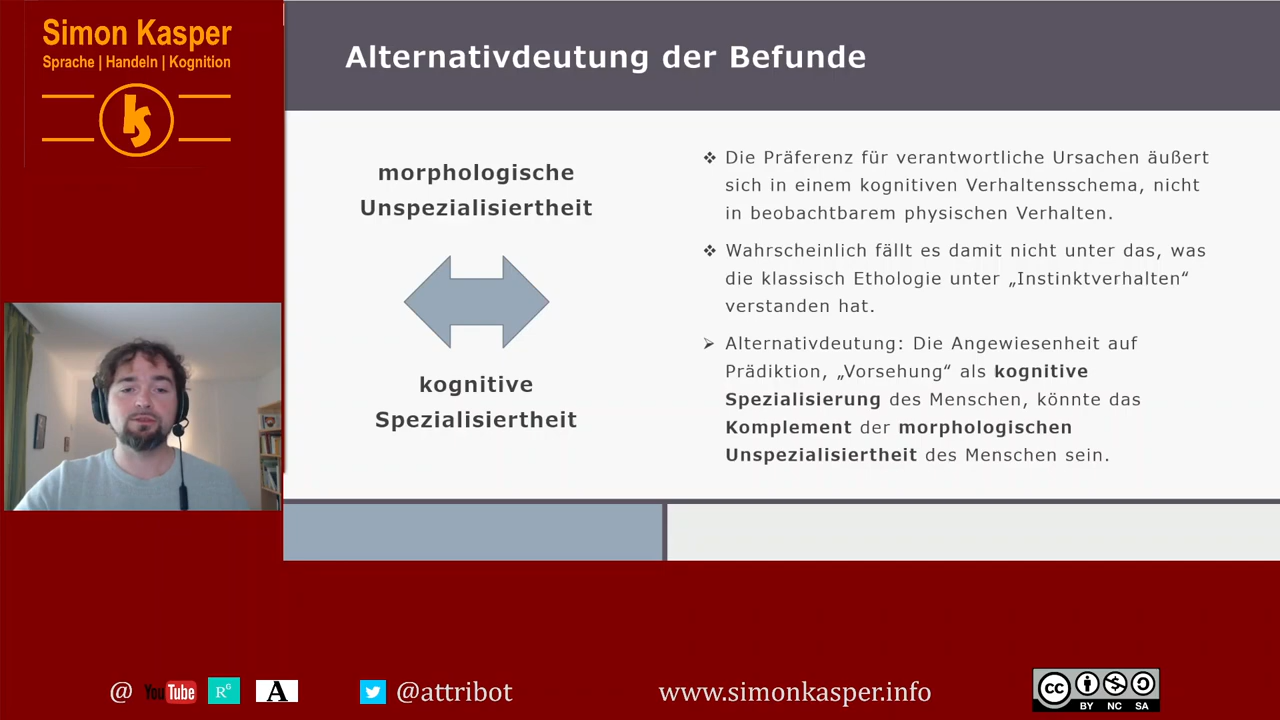 Simon Kasper
Sprache | Handeln | Kognition
ks
Alternativdeutung der Befunde
morphologische
Unspezialisiertheit
kognitive
Spezialisiertheit
❖ Die Präferenz für verantwortliche Ursachen äußert
sich in einem kognitiven Verhaltensschema, nicht
in beobachtbarem physischen Verhalten.
❖ Wahrscheinlich fällt es damit nicht unter das, was
die klassisch Ethologie unter „Instinktverhalten“
verstanden hat.
➢ Alternativdeutung: Die Angewiesenheit auf
Prädiktion, „Vorsehung“ als kognitive
Spezialisierung des Menschen, könnte das
Komplement der morphologischen
Unspezialisiertheit des Menschen sein.
@ YouTube RG A @attribot www.simonkasper.info cc
BY NC SA